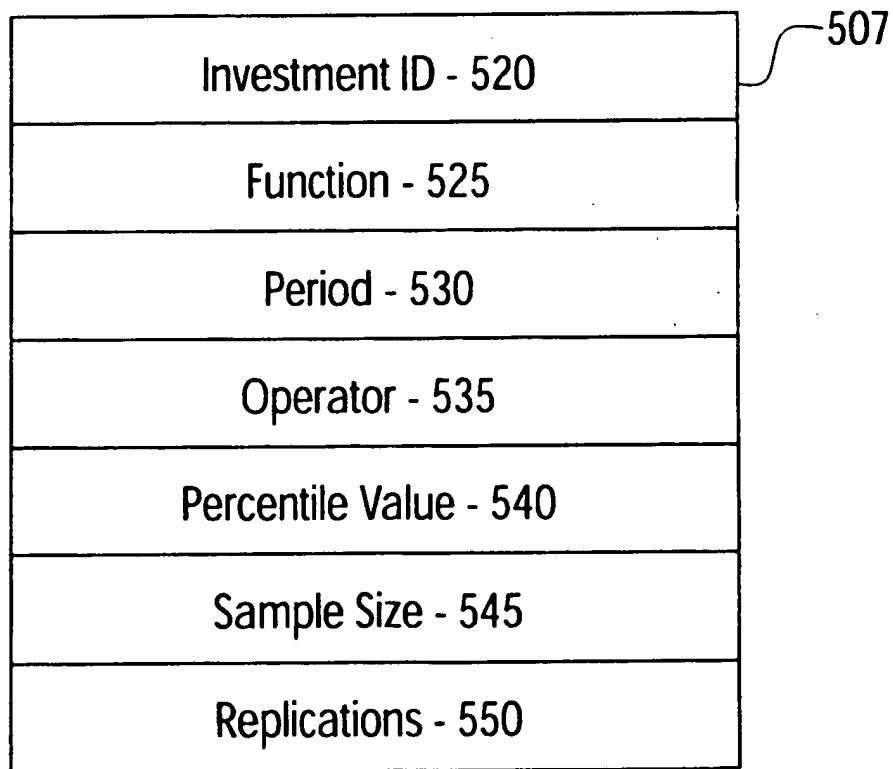 507
Investment ID - 520
Function - 525
Period - 530
Operator - 535
Percentile Value - 540
Sample Size - 545
Replications - 550